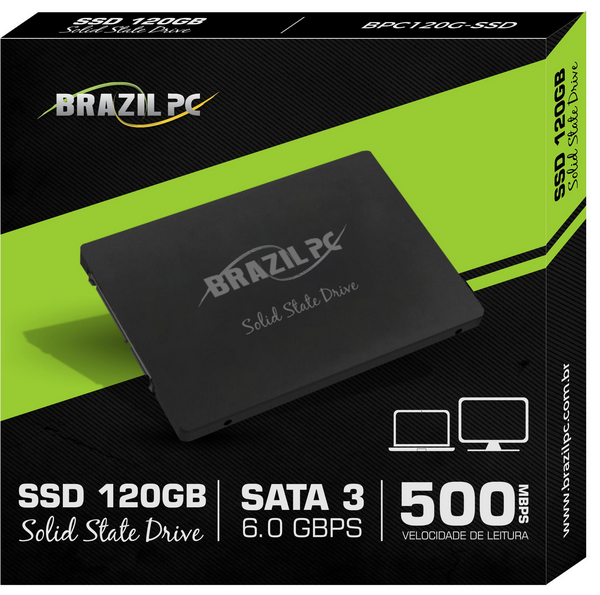 SSD 120GB
Solid State Drive
BPC120G-SSD
BRAZIL PC
SSD 120GB
Solid State Drive
BRAZIL PC
Solid State Drive
SSD 120GB
Solid State Drive
SATA 3
6.0 GBPS
500 MBPS
VELOCIDADE DE LEITURA
www.brazilpc.com.br